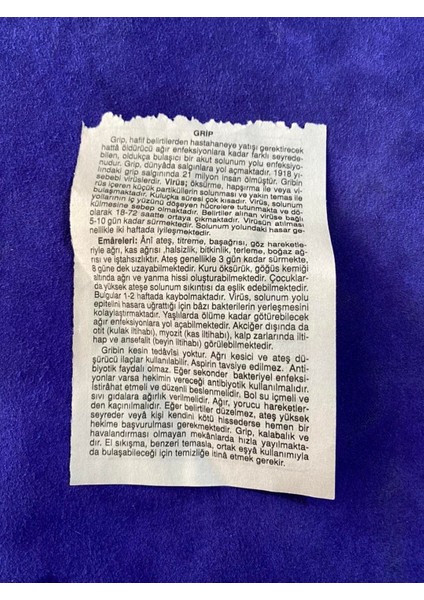 GRİP
Grip, hafif belirtilerden hastahaneye yatışı gerektirecek
hattâ öldürücü ağır enfeksiyonlara kadar farklı seyrede-
bilen, oldukça bulaşıcı bir akut solunum yolu enfeksiyo-
nudur. Grip, dünyâda salgınlara yol açmaktadır. 1918 yı-
lındaki grip salgınında 21 milyon insan ölmüştür. Gribin
sebebi virüslerdir. Virüs; öksürme, hapşırma ile veya vi-
rüs içeren küçük partiküllerin solunması ve yakın temas ile
bulaşmaktadır. Kuluçka süresi çok kısadır. Virüs, solunum
yollarının iç yüzünü döşeyen hücrelere tutunmakta ve dö-
külmesine sebep olmaktadır. Belirtiler alınan virüse bağlı
olarak 18-72 saatte ortaya çıkmaktadır. Virüsün atılması
5-10 gün kadar sürmektedir. Solunum yolundaki hasar ge-
nellikle iki haftada iyileşmektedir.
Emâreleri: Ânî ateş, titreme, başağrısı, göz hareketle-
riyle ağrı, kas ağrısı ,halsizlik, bitkinlik, terleme, boğaz ağ-
rısı ve iştahsızlıktır. Ateş genellikle 3 gün kadar sürmekte,
8 güne dek uzayabilmektedir. Kuru öksürük, göğüs kemiği
altında ağrı ve yanma hissi oluşturabilmektedir. Çocuklar-
da yüksek ateşe solunum sıkıntısı da eşlik edebilmektedir.
Bulgular 1-2 haftada kaybolmaktadır. Virüs, solunum yolu
epitelini hasara uğrattığı için bâzı bakterilerin yerleşmesini
kolaylaştırmaktadır. Yaşlılarda ölüme kadar götürebilecek
ağır enfeksiyonlara yol açabilmektedir. Akciğer dışında da
otit (kulak iltihabı), myozit (kas iltihabı), kalp zarlarında ilti-
hap ve ansefalit (beyin iltihabı) görülebilmektedir.
Gribin kesin tedâvîsi yoktur. Ağrı kesici ve ateş dü-
şürücü ilaçlar kullanılabilir. Aspirin tavsiye edilmez. Anti-
biyotik faydalı olmaz. Eğer sekonder bakteriyel enfeksi-
yonlar varsa hekimin vereceği antibiyotik kullanılmalıdır.
İstirâhat etmeli ve düzenli beslenmelidir. Bol su içmeli ve
sıvı gıdalara ağırlık verilmelidir. Ağır, yorucu hareketler-
den kaçınılmalıdır. Eğer belirtiler düzelmez, ateş yüksek
seyreder veyâ kişi kendini kötü hissederse hemen bir
hekime başvurulması gerekmektedir. Grip, kalabalık ve
havalandırması olmayan mekânlarda hızla yayılmakta-
dır. El sıkışma, benzeri temasla, ortak eşyâ kullanımıyla
da bulaşabileceği için temizliğe itinâ etmek gerekir.